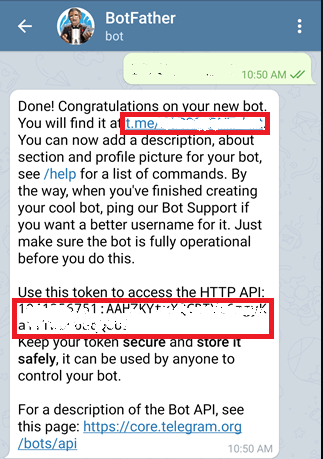 BotFather
bot
10:50 AM
Done! Congratulations on your new bot.
You will find it at t.me/
You can now add a description, about
section and profile picture for your bot,
see /help for a list of commands. By
the way, when you've finished creating
your cool bot, ping our Bot Support if
you want a better username for it. Just
make sure the bot is fully operational
before you do this.
Use this token to access the HTTP API:
Keep your token secure and store it
safely, it can be used by anyone to
control your bot.
For a description of the Bot API, see
this page: https://core.telegram.org
/bots/api
10:50 AM